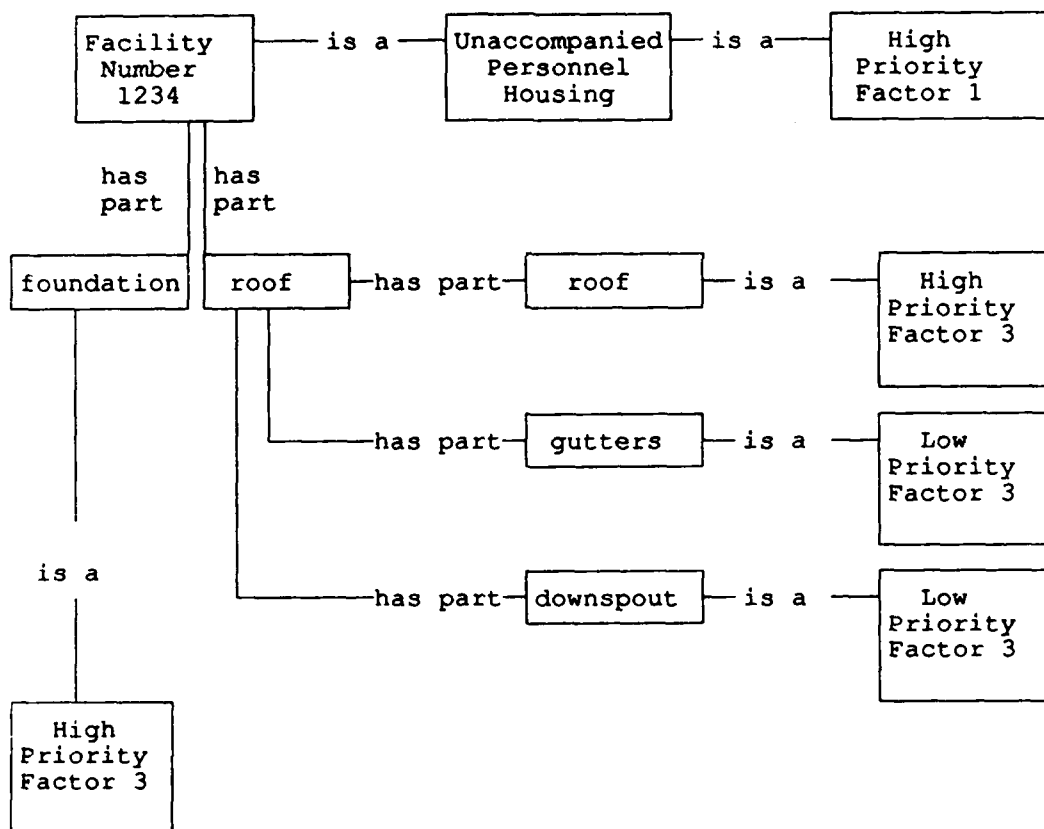 Facility
Number
1234
is a
Unaccompanied
Personnel
Housing
is a
High
Priority
Factor 1
has
part
has
part
foundation
roof
has part
roof
is a
High
Priority
Factor 3
has part
gutters
is a
Low
Priority
Factor 3
is a
has part
downspout
is a
Low
Priority
Factor 3
High
Priority
Factor 3